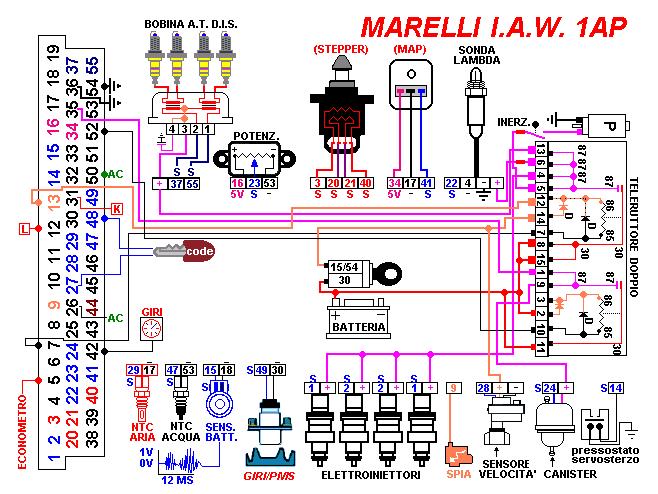 MARELLI I.A.W. 1AP
BOBINA A.T. D.I.S.
(STEPPER)
(MAP)
SONDA
LAMBDA
INERZ.
P
POTENZ.
4 3 2 1
S S
+ 37 55
16 23 53
5V S -
3 20 21 40
34 17 41
5V - S
22 4 - +
S -
19 37 55
18 36 54
17 35 53
16 34 52
15 33 51
14 32 50
13 31 49
12 30 48
11 29 47
10 28 46
9 27 45
8 26 44
7 25 43
6 24 42
5 23 41
4 22 40
3 21 39
2 20 38
1
AC
K
L
AC
code
GIRI
ECONOMETRO
15/54
30
BATTERIA
13
6
4
5
12
14
7
8
15
1
9
3
2
10
11
87
87
87
87
86
85
D
D
30
30
87
87
86
85
D
30
TELERUTTORE DOPPIO
29 17
S -
NTC
ARIA
47 53
S -
NTC
ACQUA
15 18
S S
SENS.
BATT.
1V
0V
12 MS
S 49 30
GIRI/PMS
S S S S
1 + 2 + 2 + 1 +
ELETTROINIETTORI
9
SPIA
28 + -
S
SENSORE
VELOCITA'
S 24 +
CANISTER
S 14
pressostato
servosterzo